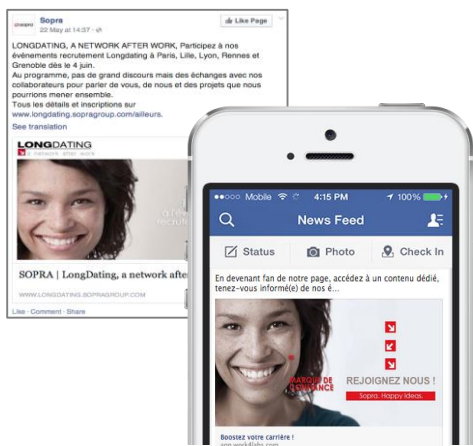 sopra
Sopra
22 May at 14:37
Like Page
LONGDATING, A NETWORK AFTER WORK, Participez à nos
événements recrutement Longdating à Paris, Lille, Lyon, Rennes et
Grenoble dès le 4 juin.
Au programme, pas de grand discours mais des échanges avec nos
collaborateurs pour parler de vous, de nous et des projets que nous
pourrions mener ensemble.
Tous les détails et inscriptions sur
www.longdating.sopragroup.com/ailleurs.
See translation
LONGDATING
a network after work
SOPRA | LongDating, a network afte
WWW.LONGDATING.SOPRAGROUP.COM
Like · Comment · Share
Mobile 4:15 PM 100%
News Feed
Status Photo Check In
En devenant fan de notre page, accédez à un contenu dédié,
tenez-vous informé(e) de nos é...
MARQUE DE
CONFIANCE
REJOIGNEZ NOUS !
Sopra. Happy Ideas.
Boostez votre carrière !